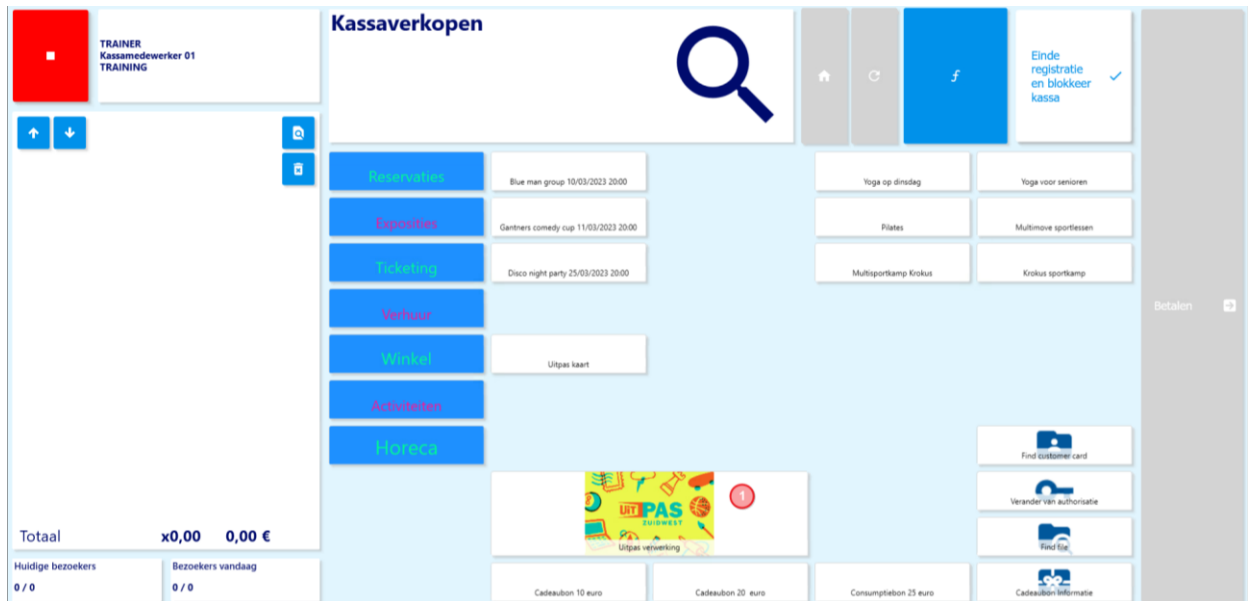 TRAINER
Kassamedewerker 01
TRAINING
Kassaverkopen
f
Einde
registratie
en blokkeer
kassa
Reservaties
Blue man group 10/03/2023 20:00
Yoga op dinsdag
Yoga voor senioren
Exposities
Gantners comedy cup 11/03/2023 20:00
Pilates
Multimove sportlessen
Ticketing
Disco night party 25/03/2023 20:00
Multisportkamp Krokus
Krokus sportkamp
Verhuur
Betalen
Winkel
Uitpas kaart
Activiteiten
Horeca
Find customer card
UiT PAS
ZUIDWEST
1
Uitpas verwerking
Verander van authorisatie
Find file
Totaal x0,00 0,00 €
Huidige bezoekers
0 / 0
Bezoekers vandaag
0 / 0
Cadeaubon 10 euro
Cadeaubon 20 euro
Consumptiebon 25 euro
Cadeaubon Informatie